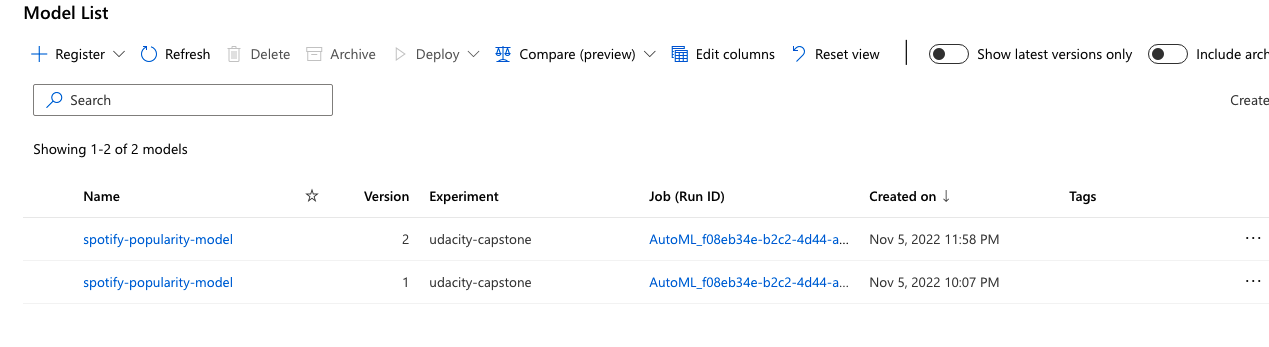 Model List
Register Refresh Delete Archive Deploy Compare (preview) Edit columns Reset view Show latest versions only Include arch
Search
Create
Showing 1-2 of 2 models
Name Version Experiment Job (Run ID) Created on ↓ Tags
spotify-popularity-model 2 udacity-capstone AutoML_f08eb34e-b2c2-4d44-a... Nov 5, 2022 11:58 PM ...
spotify-popularity-model 1 udacity-capstone AutoML_f08eb34e-b2c2-4d44-a... Nov 5, 2022 10:07 PM ...